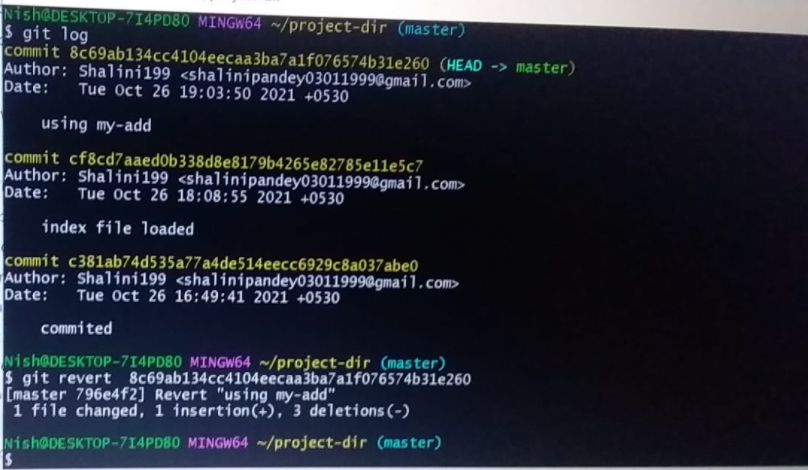 Nish@DESKTOP-7I4PD80 MINGW64 ~/project-dir (master)
$ git log
commit 8c69ab134cc4104eecaa3ba7a1f076574b31e260 (HEAD -> master)
Author: Shalini199 <shalinipandey03011999@gmail.com>
Date:   Tue Oct 26 19:03:50 2021 +0530
using my-add
commit cf8cd7aaed0b338d8e8179b4265e82785e11e5c7
Author: Shalini199 <shalinipandey03011999@gmail.com>
Date:   Tue Oct 26 18:08:55 2021 +0530
index file loaded
commit c381ab74d535a77a4de514eecc6929c8a037abe0
Author: Shalini199 <shalinipandey03011999@gmail.com>
Date:   Tue Oct 26 16:49:41 2021 +0530
commited
Nish@DESKTOP-7I4PD80 MINGW64 ~/project-dir (master)
$ git revert  8c69ab134cc4104eecaa3ba7a1f076574b31e260
[master 796e4f2] Revert "using my-add"
1 file changed, 1 insertion(+), 3 deletions(-)
Nish@DESKTOP-7I4PD80 MINGW64 ~/project-dir (master)
$